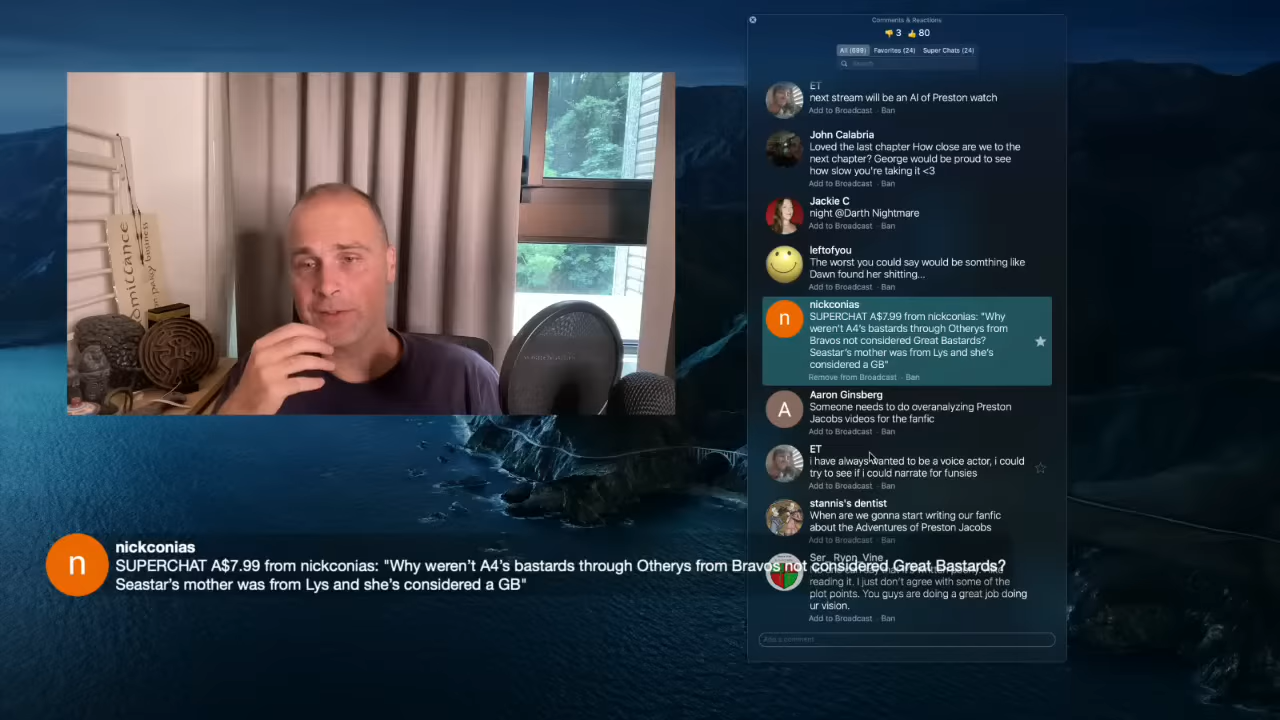 Comments & Reactions
👎 3 👍 80
All (699) Favorites (24) Super Chats (24)
Search
ET
next stream will be an AI of Preston watch
Add to Broadcast · Ban
John Calabria
Loved the last chapter How close are we to the
next chapter? George would be proud to see
how slow you're taking it <3
Add to Broadcast · Ban
Jackie C
night @Darth Nightmare
Add to Broadcast · Ban
leftofyou
The worst you could say would be somthing like
Dawn found her shitting...
Add to Broadcast · Ban
n
nickconias
SUPERCHAT A$7.99 from nickconias: "Why
weren't A4's bastards through Otherys from
Bravos not considered Great Bastards?
Seastar's mother was from Lys and she's
considered a GB"
Remove from Broadcast · Ban
A
Aaron Ginsberg
Someone needs to do overanalyzing Preston
Jacobs videos for the fanfic
Add to Broadcast · Ban
ET
i have always wanted to be a voice actor, i could
try to see if i could narrate for funsies
Add to Broadcast · Ban
stannis's dentist
When are we gonna start writing our fanfic
about the Adventures of Preston Jacobs
Add to Broadcast · Ban
Ser_Ryon_Vine_
reading it. I just don't agree with some of the
plot points. You guys are doing a great job doing
ur vision.
Add to Broadcast · Ban
Add a comment
omittance
the policy business
n
nickconias
SUPERCHAT A$7.99 from nickconias: "Why weren't A4's bastards through Otherys from Bravos not considered Great Bastards?
Seastar's mother was from Lys and she's considered a GB"